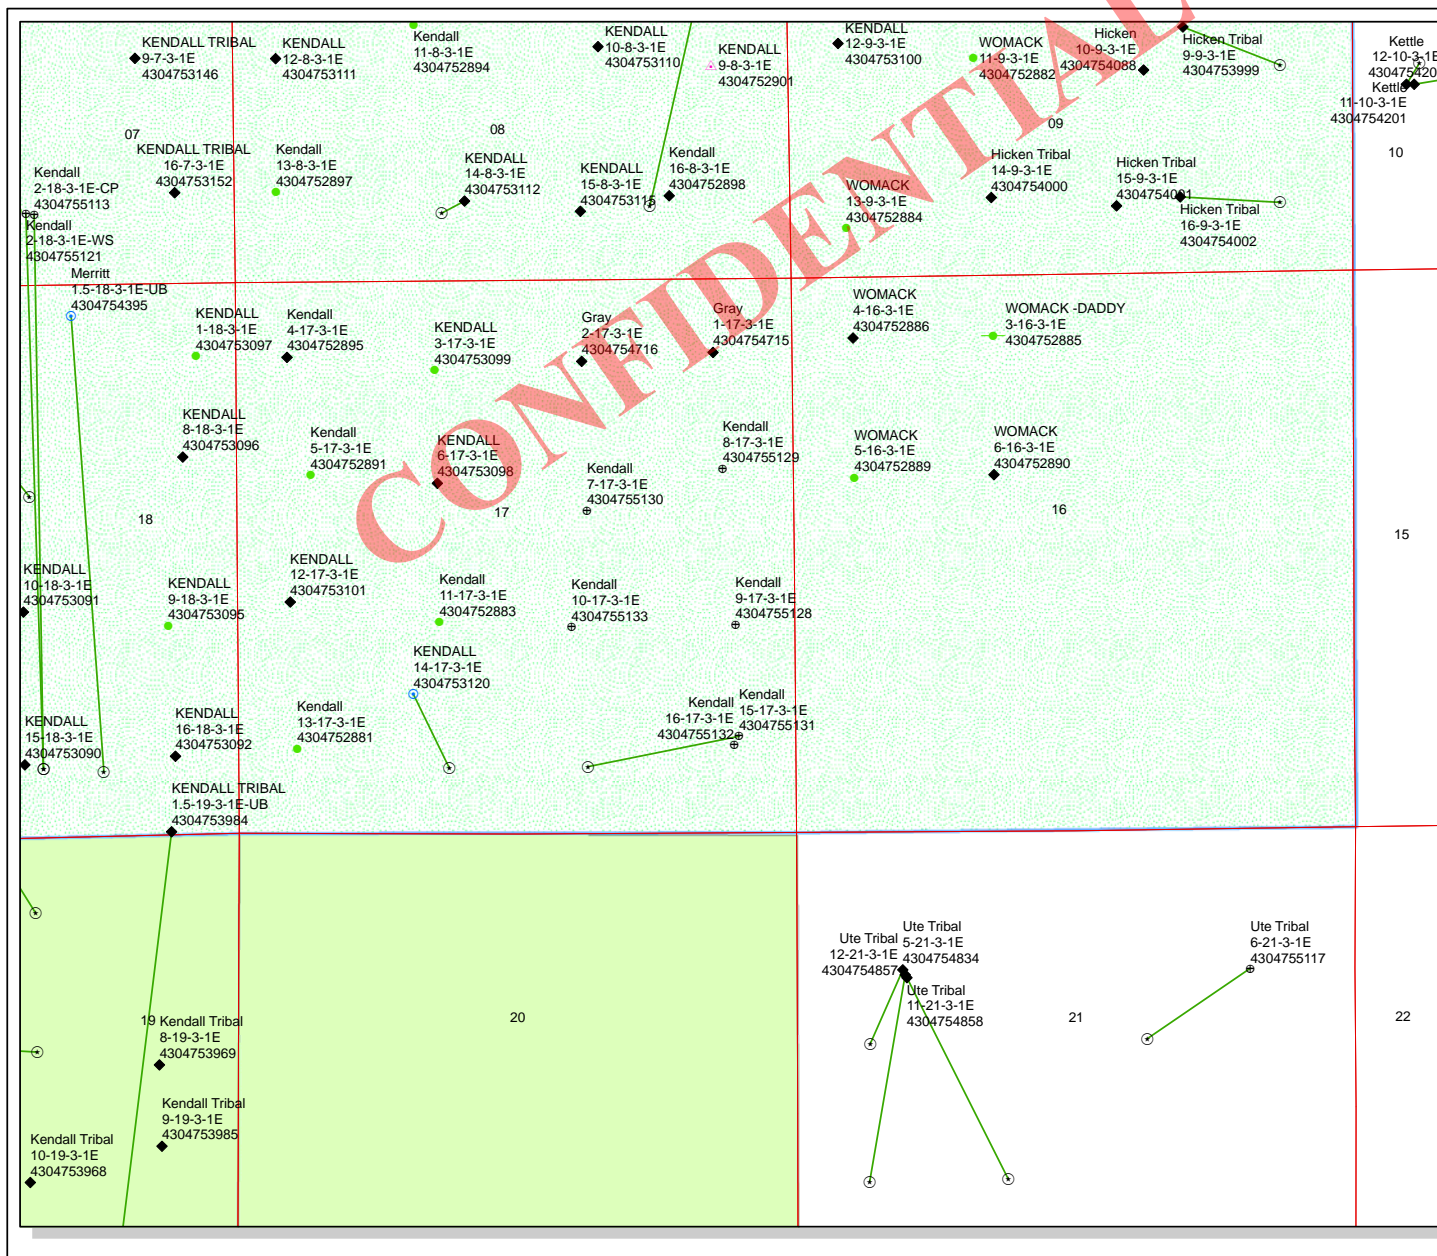 KENDALL TRIBAL
9-7-3-1E
4304753146
KENDALL
12-8-3-1E
4304753111
Kendall
11-8-3-1E
4304752894
KENDALL
10-8-3-1E
4304753110
KENDALL
9-8-3-1E
4304752901
KENDALL
12-9-3-1E
4304753100
WOMACK
11-9-3-1E
4304752882
Hicken
10-9-3-1E
4304754088
Hicken Tribal
9-9-3-1E
4304753999
Kettle
12-10-3-1E
430475420
Kettle
11-10-3-1E
4304754201
07
08
09
10
KENDALL TRIBAL
16-7-3-1E
4304753152
Kendall
13-8-3-1E
4304752897
KENDALL
14-8-3-1E
4304753112
KENDALL
15-8-3-1E
4304753115
Kendall
16-8-3-1E
4304752898
WOMACK
13-9-3-1E
4304752884
Hicken Tribal
14-9-3-1E
4304754000
Hicken Tribal
15-9-3-1E
4304754001
Hicken Tribal
16-9-3-1E
4304754002
Kendall
2-18-3-1E-CP
4304755113
Kendall
2-18-3-1E-WS
4304755121
Merritt
1.5-18-3-1E-UB
4304754395
KENDALL
1-18-3-1E
4304753097
Kendall
4-17-3-1E
4304752895
KENDALL
3-17-3-1E
4304753099
Gray
2-17-3-1E
4304754716
Gray
1-17-3-1E
4304754715
WOMACK
4-16-3-1E
4304752886
WOMACK -DADDY
3-16-3-1E
4304752885
KENDALL
8-18-3-1E
4304753096
Kendall
5-17-3-1E
4304752891
KENDALL
6-17-3-1E
4304753098
Kendall
7-17-3-1E
4304755130
Kendall
8-17-3-1E
4304755129
WOMACK
5-16-3-1E
4304752889
WOMACK
6-16-3-1E
4304752890
18
17
16
15
KENDALL
10-18-3-1E
4304753091
KENDALL
9-18-3-1E
4304753095
KENDALL
12-17-3-1E
4304753101
Kendall
11-17-3-1E
4304752883
Kendall
10-17-3-1E
4304755133
Kendall
9-17-3-1E
4304755128
KENDALL
14-17-3-1E
4304753120
KENDALL
15-18-3-1E
4304753090
KENDALL
16-18-3-1E
4304753092
Kendall
13-17-3-1E
4304752881
Kendall
16-17-3-1E
4304755132
Kendall
15-17-3-1E
4304755131
KENDALL TRIBAL
1.5-19-3-1E-UB
4304753984
Ute Tribal
12-21-3-1E
4304754857
Ute Tribal
5-21-3-1E
4304754834
Ute Tribal
11-21-3-1E
4304754858
Ute Tribal
6-21-3-1E
4304755117
19
20
21
22
Kendall Tribal
8-19-3-1E
4304753969
Kendall Tribal
9-19-3-1E
4304753985
Kendall Tribal
10-19-3-1E
4304753968
CONFIDENTIAL